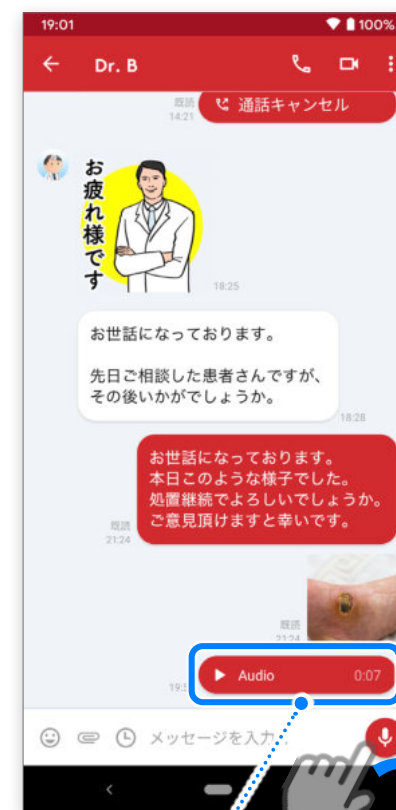 19:01
100%
Dr. B
既読
14:21
通話キャンセル
お疲れ様です
18:25
お世話になっております。
先日ご相談した患者さんですが、
その後いかがでしょうか。
18:28
お世話になっております。
本日このような様子でした。
処置継続でよろしいでしょうか。
ご意見頂けますと幸いです。
既読
21:24
既読
21:24
Audio
0:07
メッセージを入力